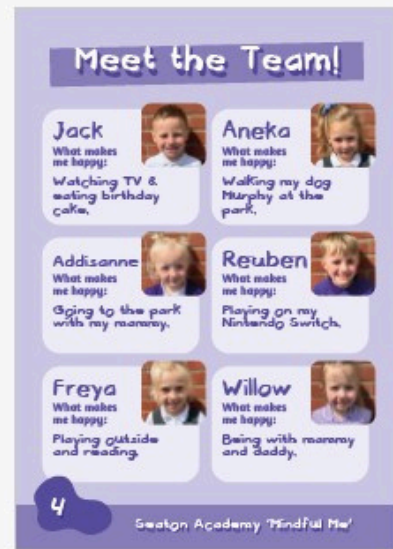 Meet the Team!
Jack
What makes
me happy:
Watching TV &
eating birthday
cake.
Aneka
What makes
me happy:
Walking my dog
Murphy at the
park.
Addisanne
What makes
me happy:
Going to the park
with my mammy.
Reuben
What makes
me happy:
Playing on my
Nintendo Switch.
Freya
What makes
me happy:
Playing outside
and reading.
Willow
What makes
me happy:
Being with mammy
and daddy.
4
Seaton Academy 'Mindful Me'